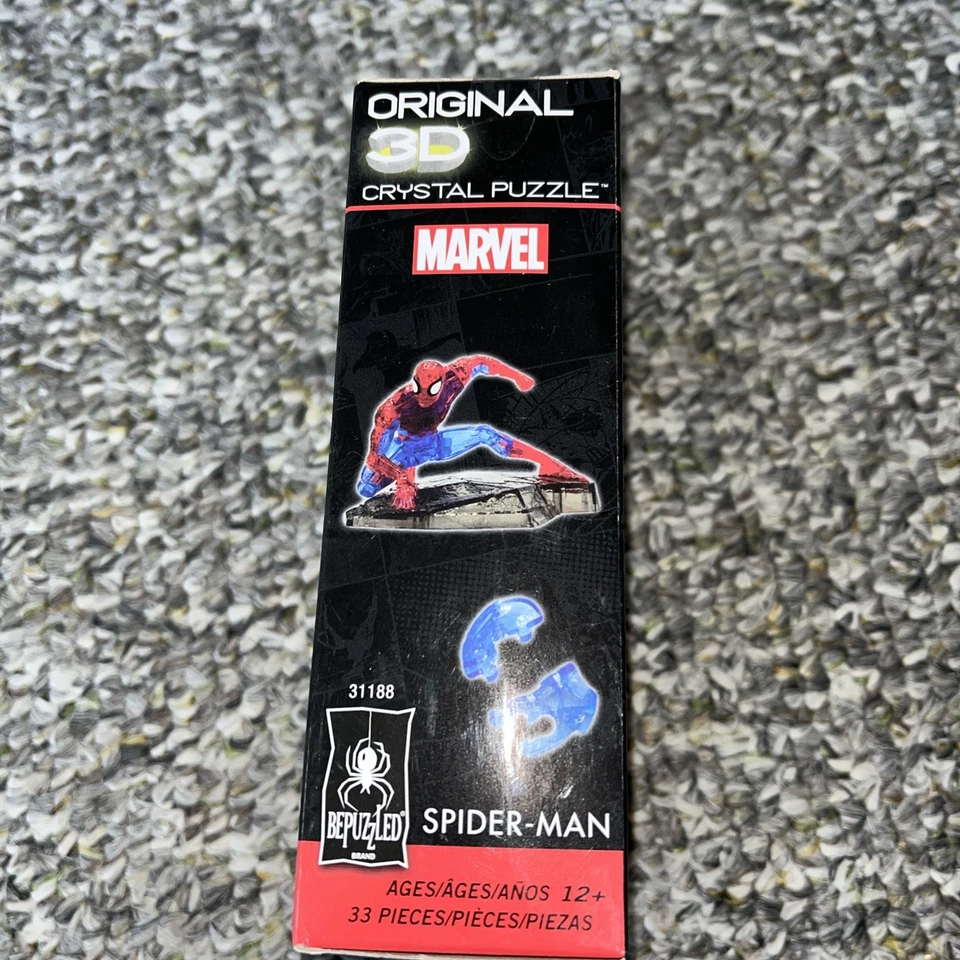 ORIGINAL
3D
CRYSTAL PUZZLE™
MARVEL
31188
BEPUZZLED®
BRAND
SPIDER-MAN
AGES/ÂGES/AÑOS 12+
33 PIECES/PIÈCES/PIEZAS